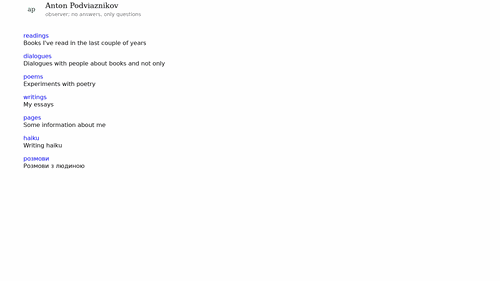 ap
Anton Podviaznikov
observer: no answers, only questions
readings
Books I've read in the last couple of years
dialogues
Dialogues with people about books and not only
poems
Experiments with poetry
writings
My essays
pages
Some information about me
haiku
Writing haiku
розмови
Розмови з людиною